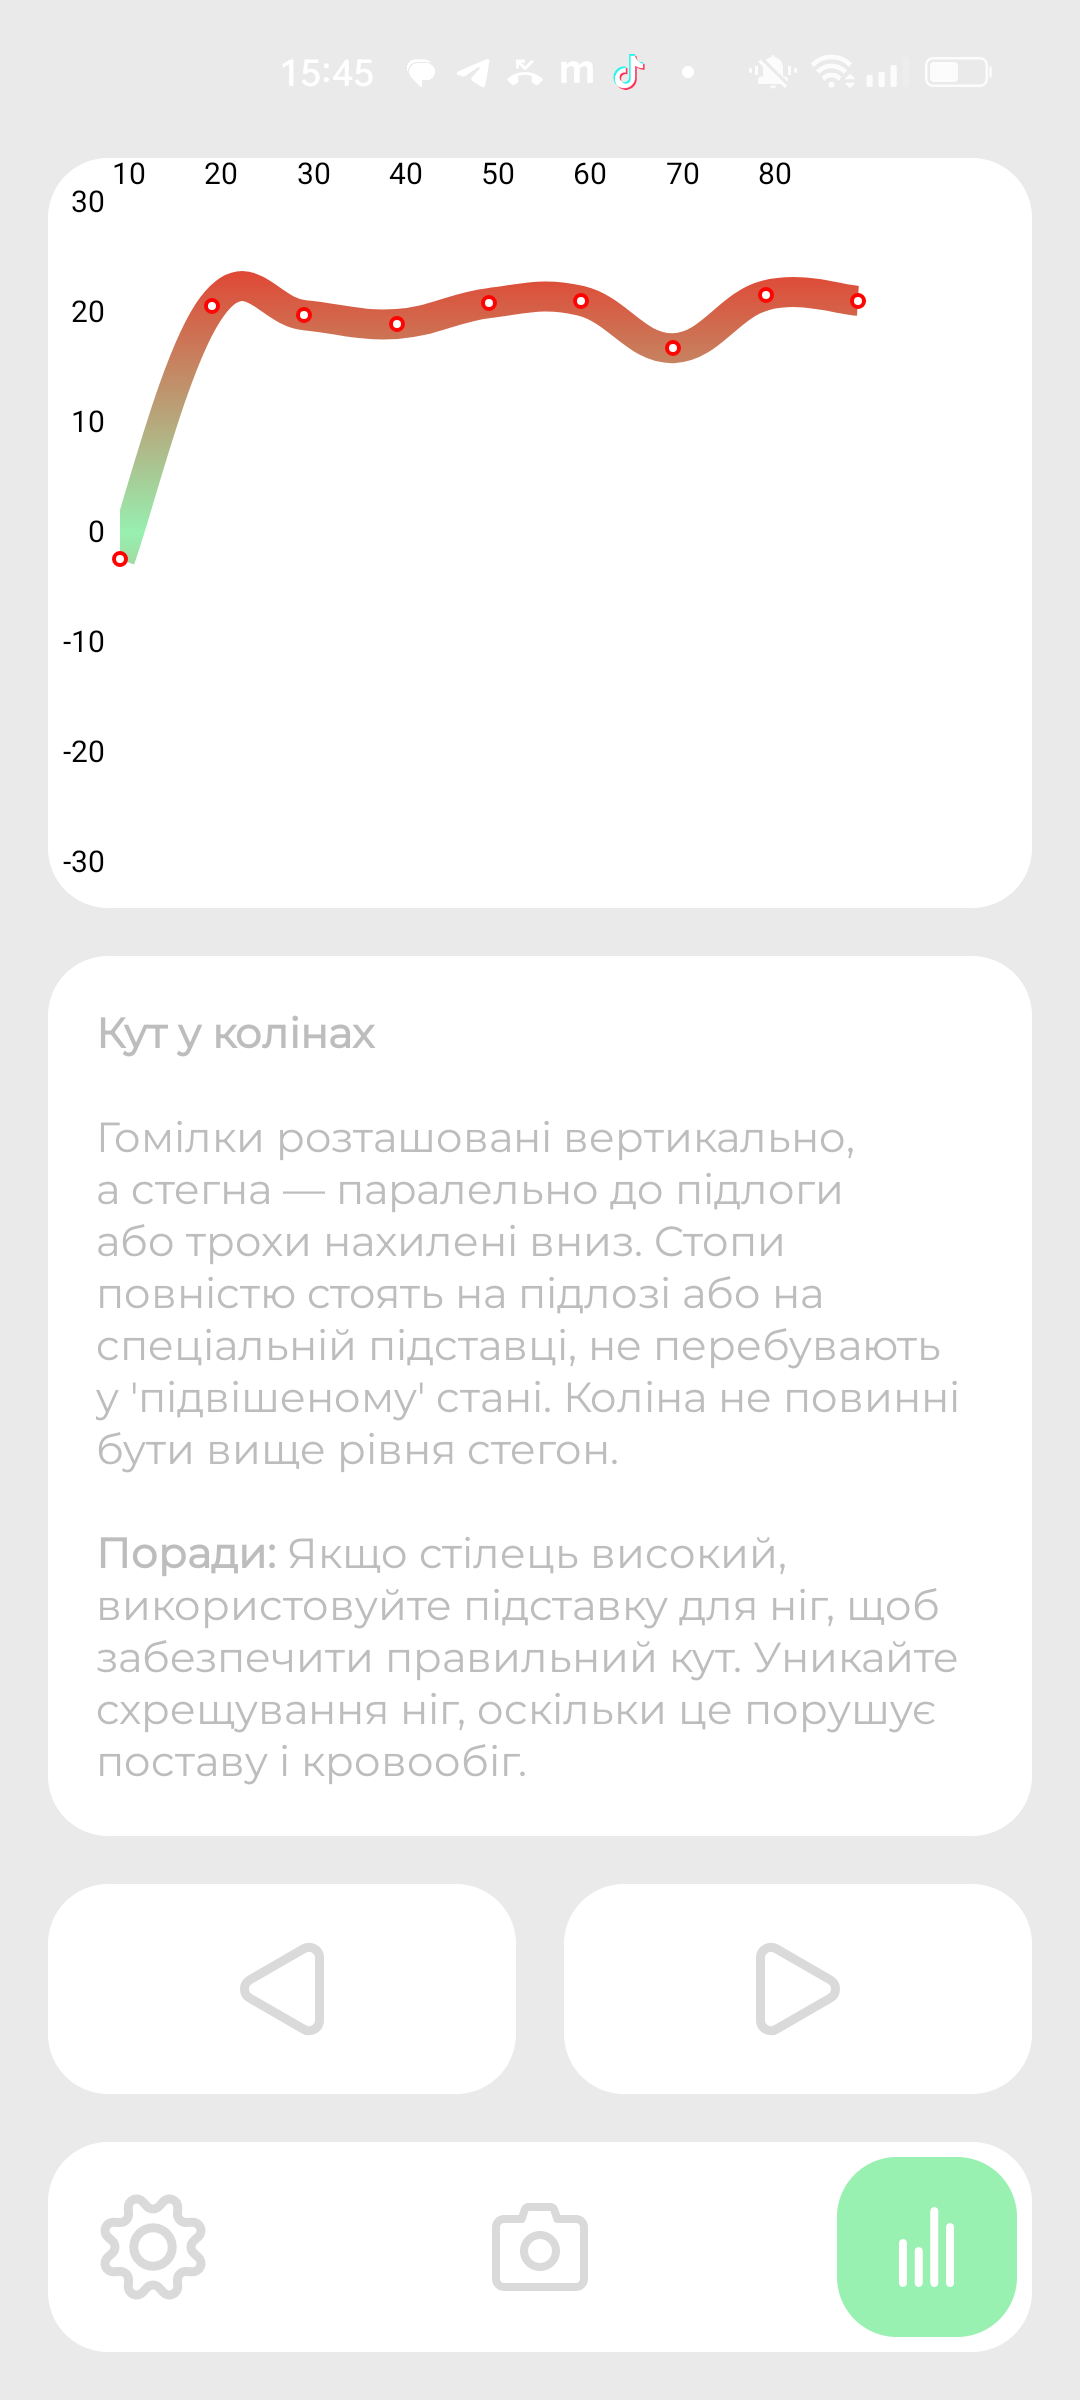 15:45
m
10 20 30 40 50 60 70 80
30
20
10
0
-10
-20
-30
Кут у колінах
Гомілки розташовані вертикально,
а стегна — паралельно до підлоги
або трохи нахилені вниз. Стопи
повністю стоять на підлозі або на
спеціальній підставці, не перебувають
у 'підвішеному' стані. Коліна не повинні
бути вище рівня стегон.
Поради: Якщо стілець високий,
використовуйте підставку для ніг, щоб
забезпечити правильний кут. Уникайте
схрещування ніг, оскільки це порушує
поставу і кровообіг.